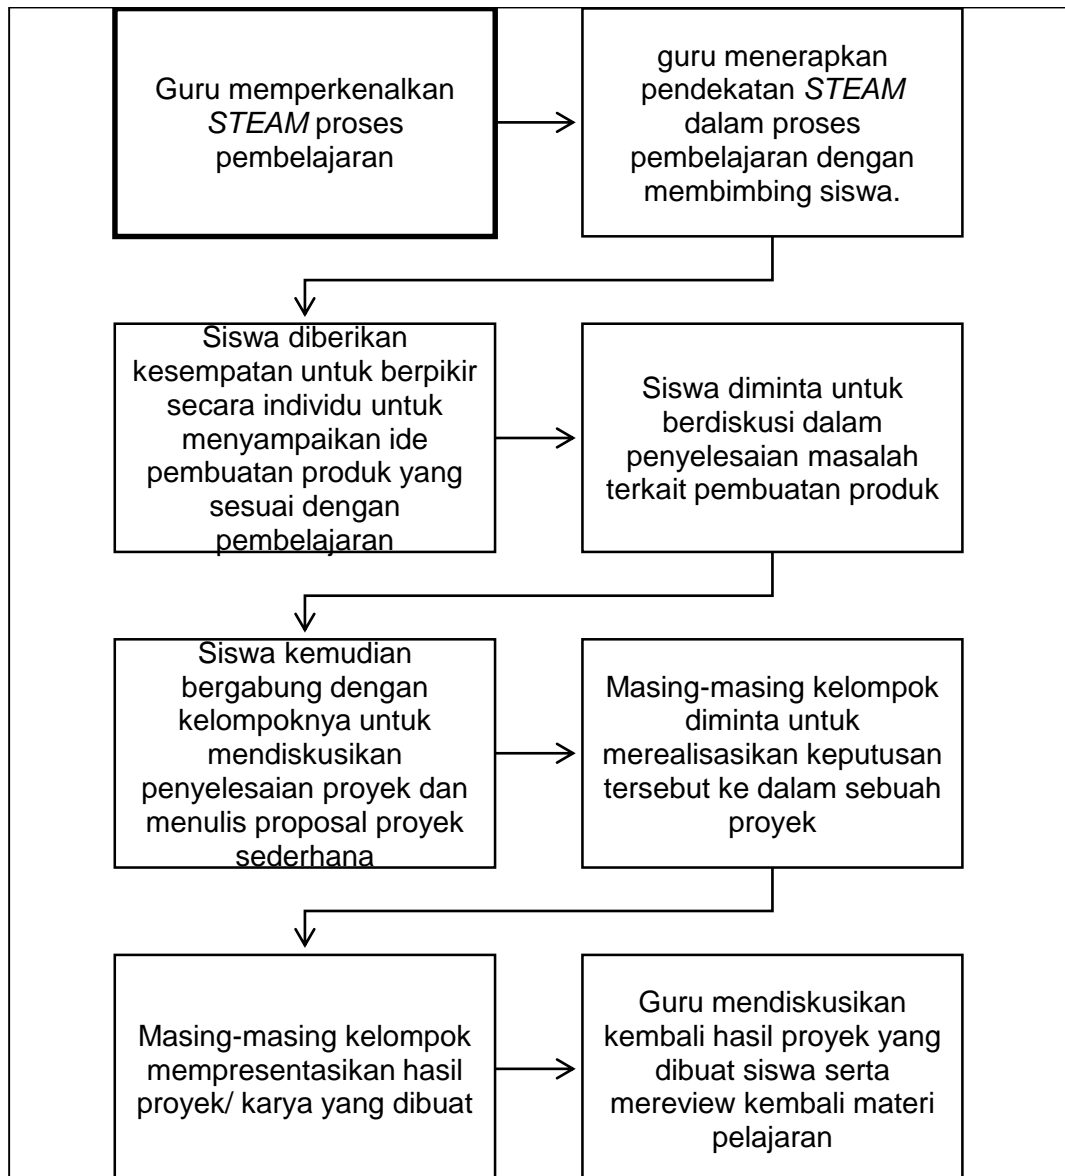 Guru memperkenalkan
STEAM proses
pembelajaran
guru menerapkan
pendekatan STEAM
dalam proses
pembelajaran dengan
membimbing siswa.
Siswa diberikan
kesempatan untuk berpikir
secara individu untuk
menyampaikan ide
pembuatan produk yang
sesuai dengan
pembelajaran
Siswa diminta untuk
berdiskusi dalam
penyelesaian masalah
terkait pembuatan produk
Siswa kemudian
bergabung dengan
kelompoknya untuk
mendiskusikan
penyelesaian proyek dan
menulis proposal proyek
sederhana
Masing-masing kelompok
diminta untuk
merealisasikan keputusan
tersebut ke dalam sebuah
proyek
Masing-masing kelompok
mempresentasikan hasil
proyek/ karya yang dibuat
Guru mendiskusikan
kembali hasil proyek yang
dibuat siswa serta
mereview kembali materi
pelajaran